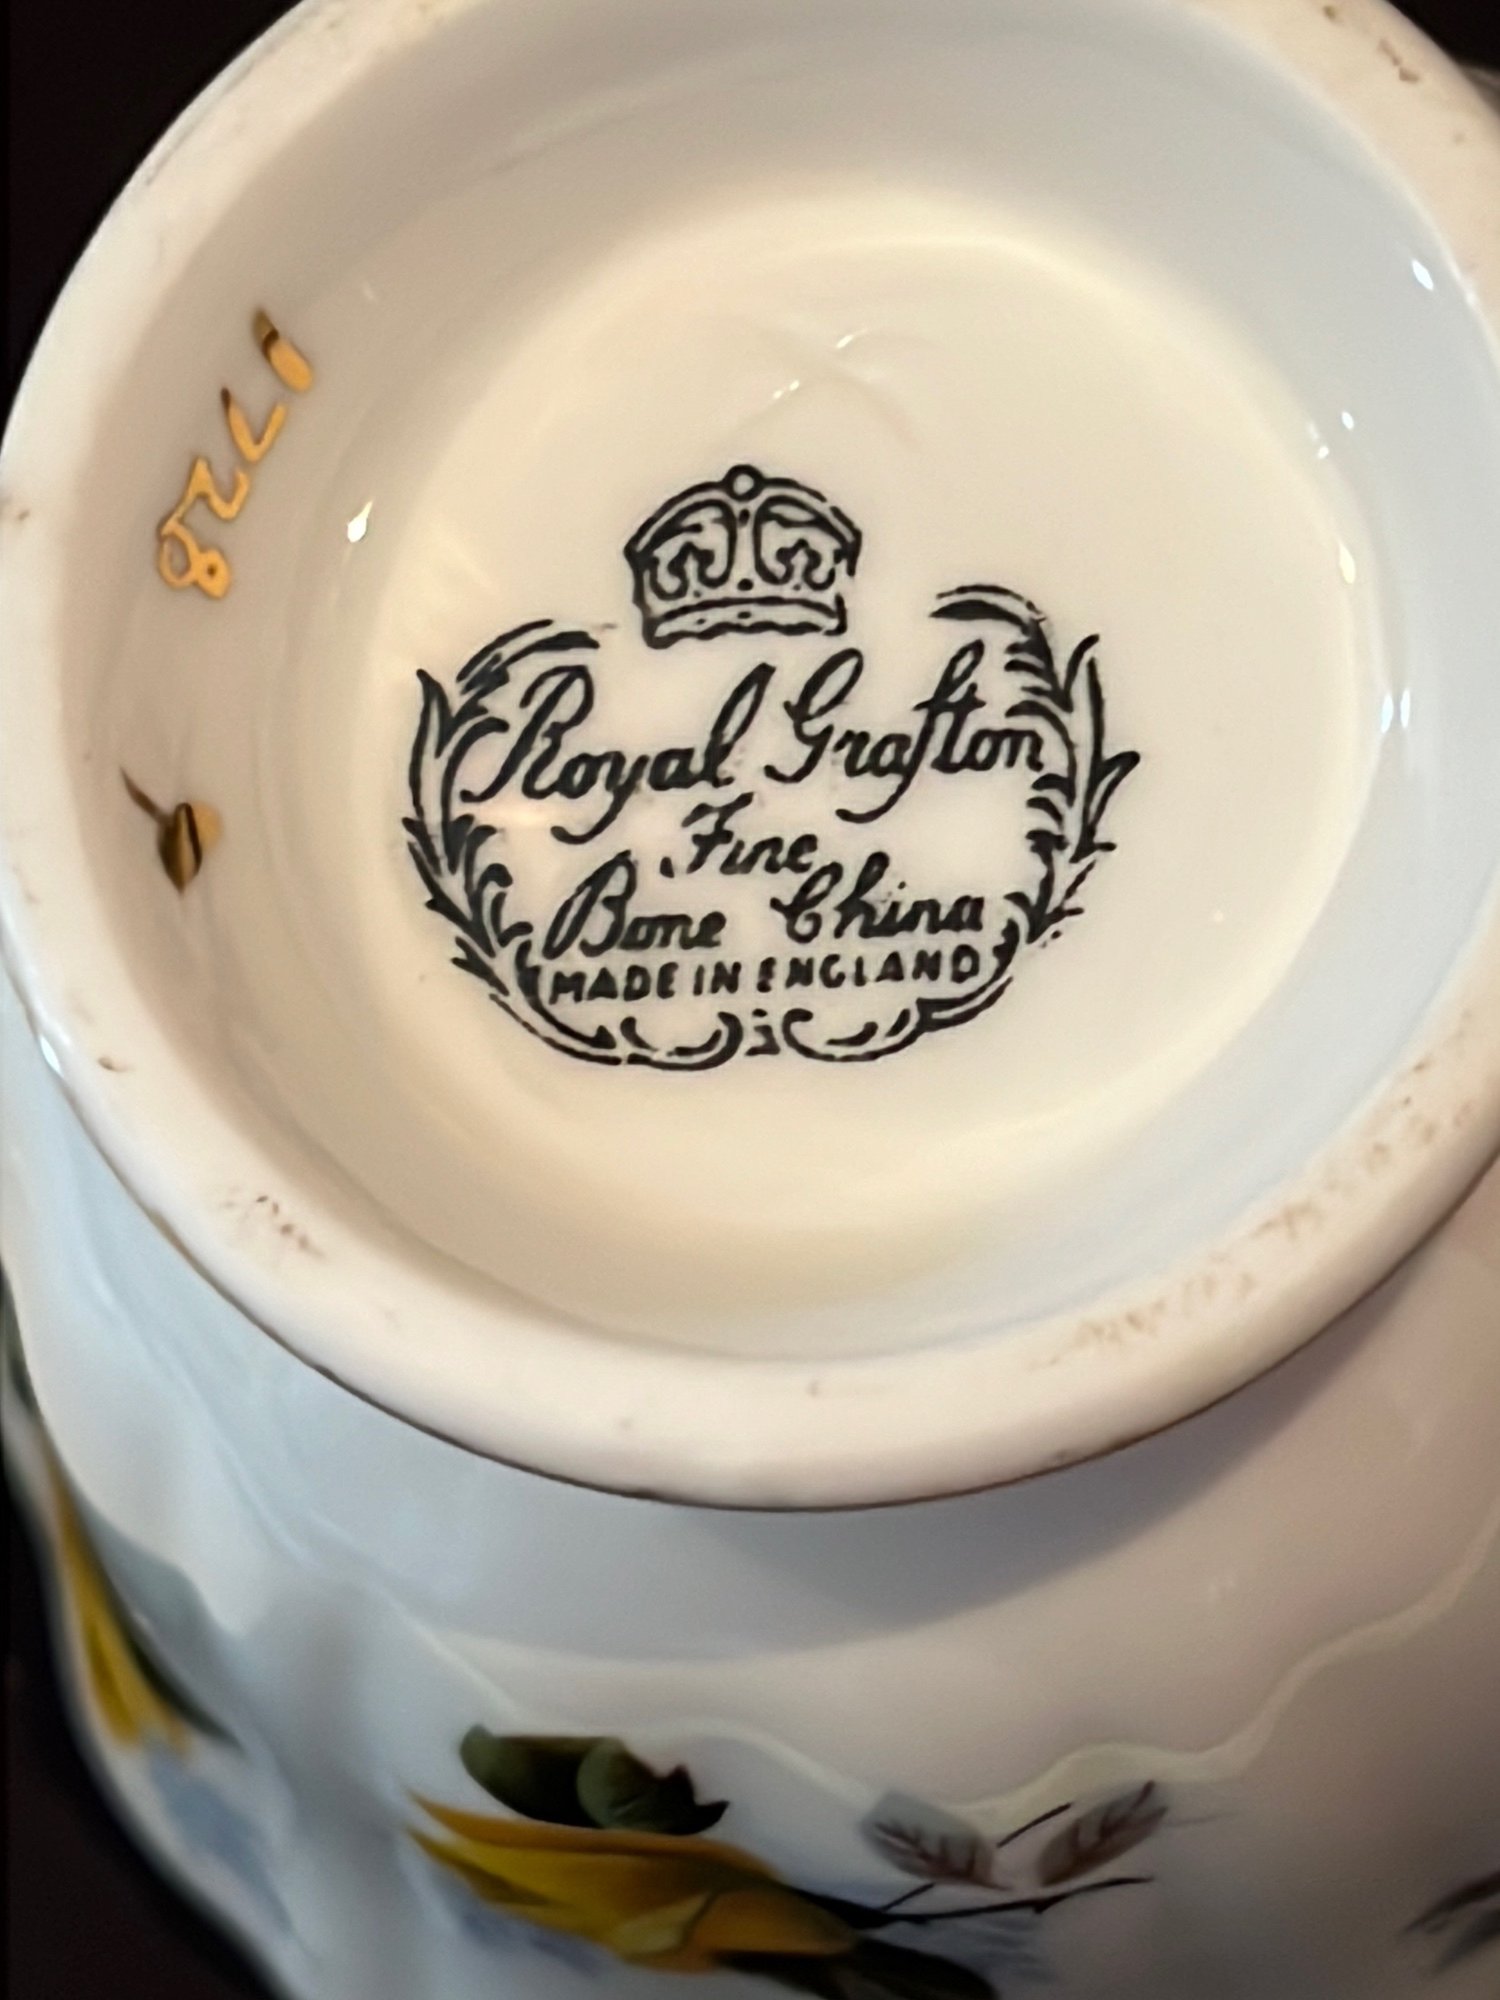 Royal Grafton
Fine
Bone China
MADE IN ENGLAND